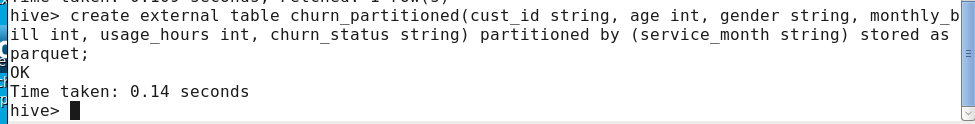 hive> create external table churn_partitioned(cust_id string, age int, gender string, monthly_b
ill int, usage_hours int, churn_status string) partitioned by (service_month string) stored as
parquet;
OK
Time taken: 0.14 seconds
hive>